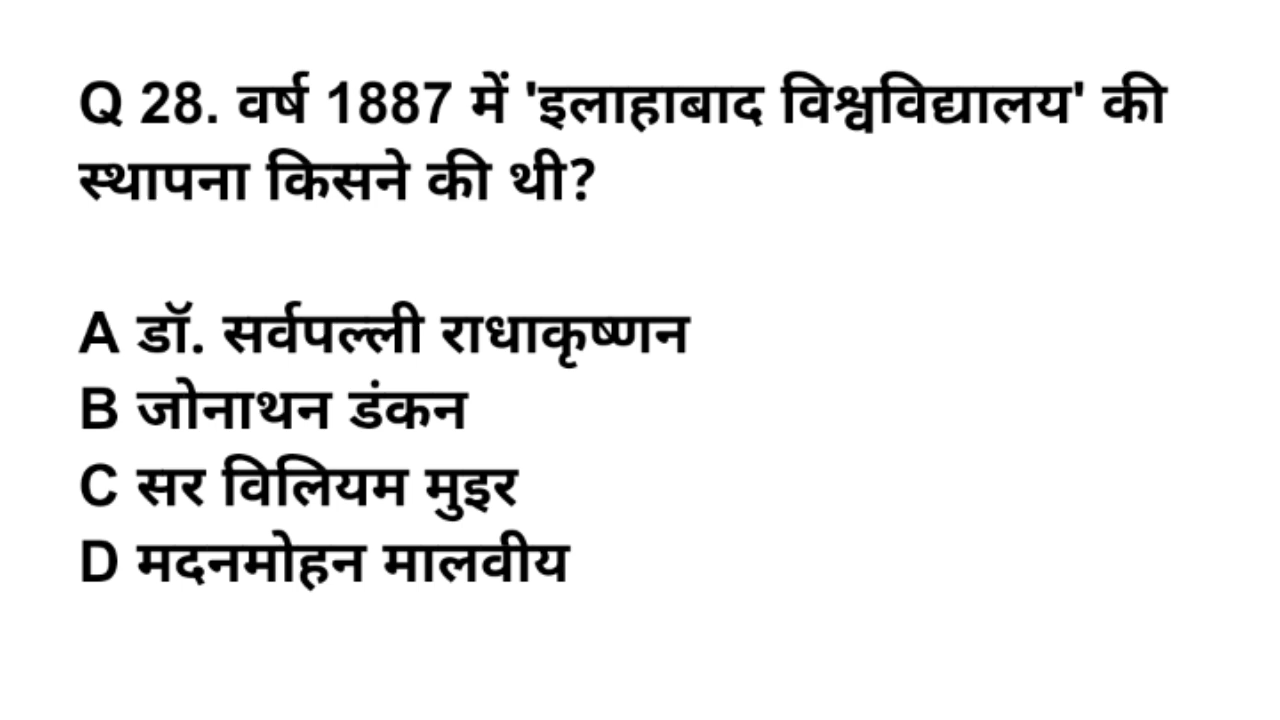 Q 28. वर्ष 1887 में 'इलाहाबाद विश्वविद्यालय' की
स्थापना किसने की थी?
A डॉ. सर्वपल्ली राधाकृष्णन
B जोनाथन डंकन
C सर विलियम मुइर
D मदनमोहन मालवीय